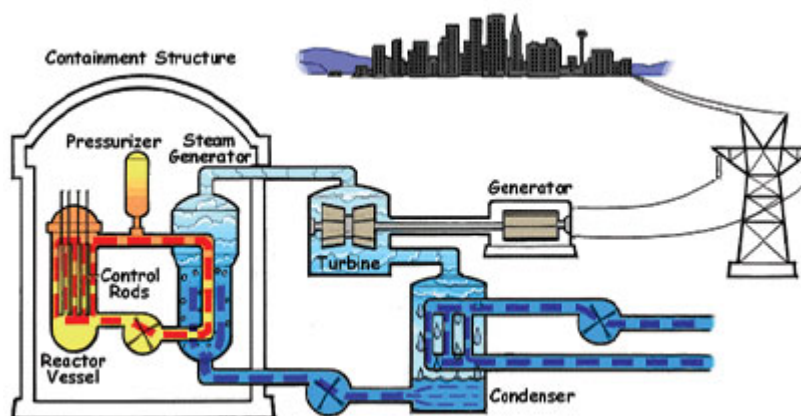 Containment Structure
Pressurizer
Steam
Generator
Control
Rods
Reactor
Vessel
Turbine
Generator
Condenser